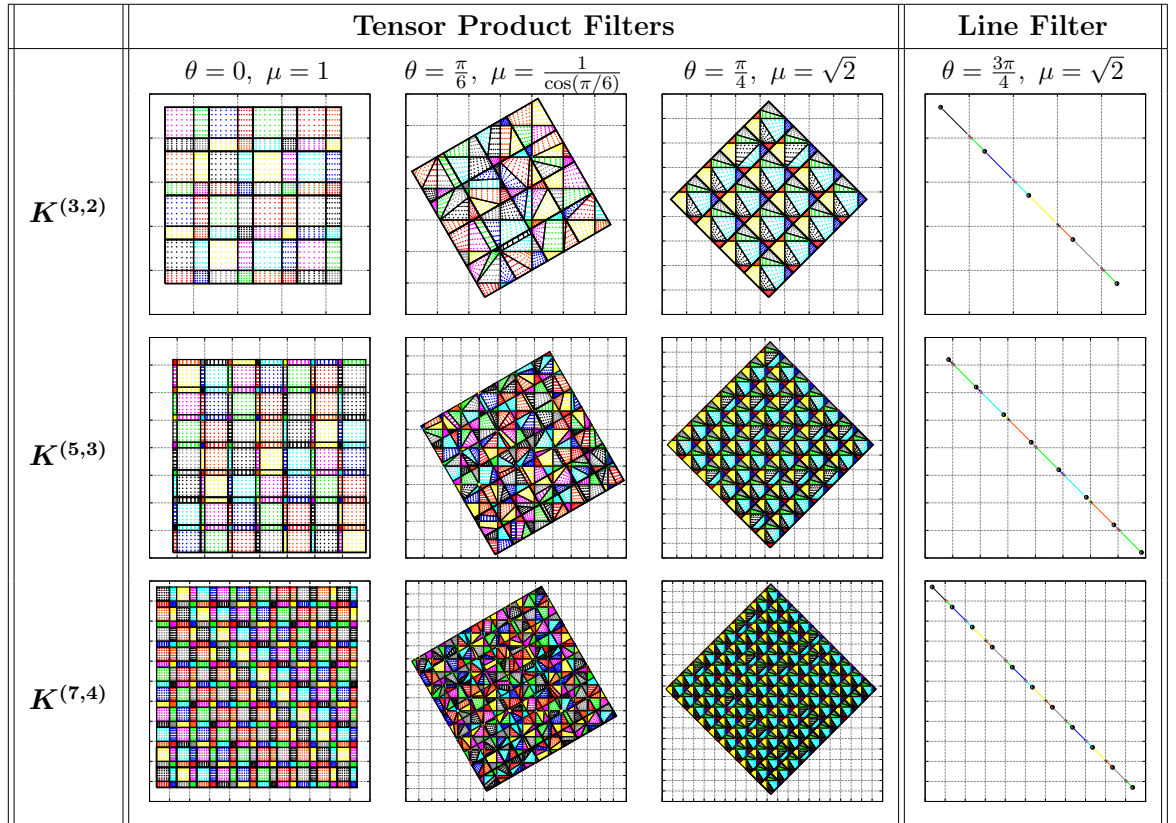 Tensor Product Filters Line Filter
θ = 0, μ = 1 θ = π/6, μ = 1/cos(π/6) θ = π/4, μ = √2 θ = 3π/4, μ = √2
K^(3,2)
K^(5,3)
K^(7,4)